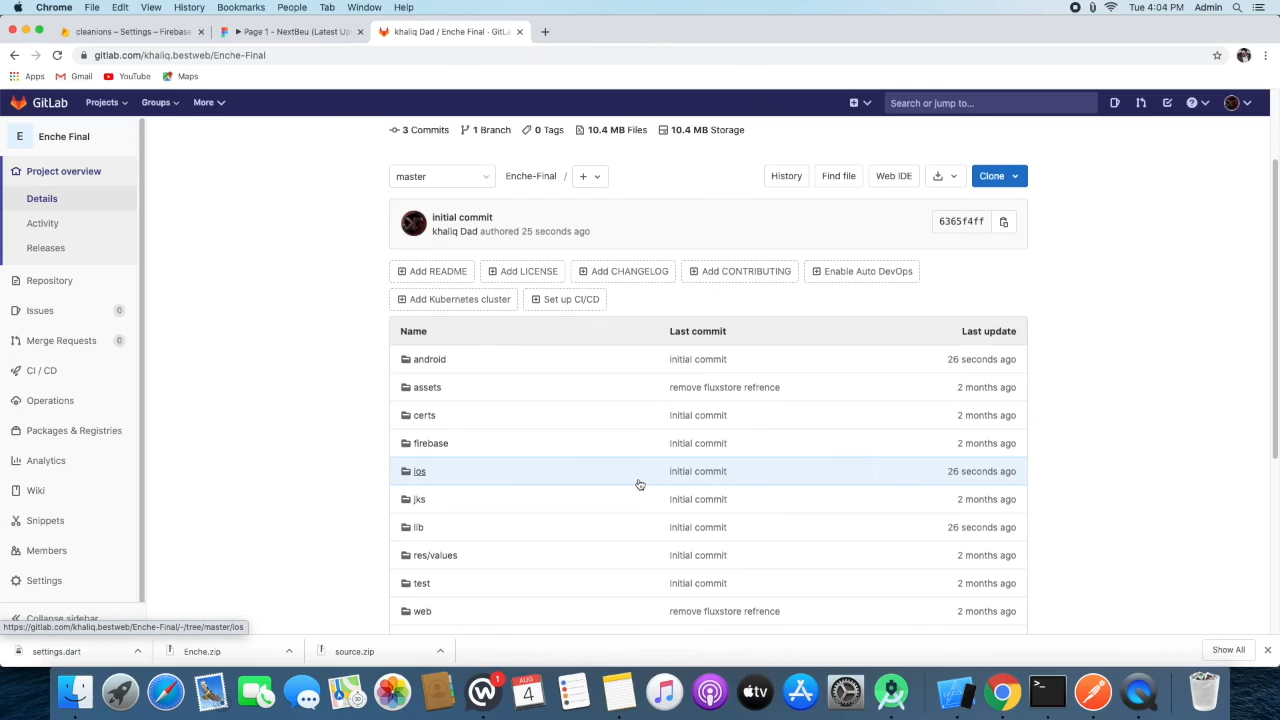 Chrome File Edit View History Bookmarks People Tab Window Help Tue 4:04 PM Admin
cleanions – Settings – Firebase
Page 1 – NextBeu (Latest Up
khaliq Dad / Enche Final · GitLa
gitlab.com/khaliq.bestweb/Enche-Final
Apps Gmail YouTube Maps
GitLab Projects Groups More Search or jump to...
E Enche Final
Project overview
Details
Activity
Releases
Repository
Issues 0
Merge Requests 0
CI / CD
Operations
Packages & Registries
Analytics
Wiki
Snippets
Members
Settings
Collapse sidebar
3 Commits 1 Branch 0 Tags 10.4 MB Files 10.4 MB Storage
master Enche-Final / + History Find file Web IDE Clone
initial commit
khaliq Dad authored 25 seconds ago
6365f4ff
Add README Add LICENSE Add CHANGELOG Add CONTRIBUTING Enable Auto DevOps
Add Kubernetes cluster Set up CI/CD
Name Last commit Last update
android initial commit 26 seconds ago
assets remove fluxstore refrence 2 months ago
certs Initial commit 2 months ago
firebase Initial commit 2 months ago
ios initial commit 26 seconds ago
jks Initial commit 2 months ago
lib initial commit 26 seconds ago
res/values Initial commit 2 months ago
test Initial commit 2 months ago
web remove fluxstore refrence 2 months ago
https://gitlab.com/khaliq.bestweb/Enche-Final/-/tree/master/ios
settings.dart Enche.zip source.zip Show All
1
AUG
4